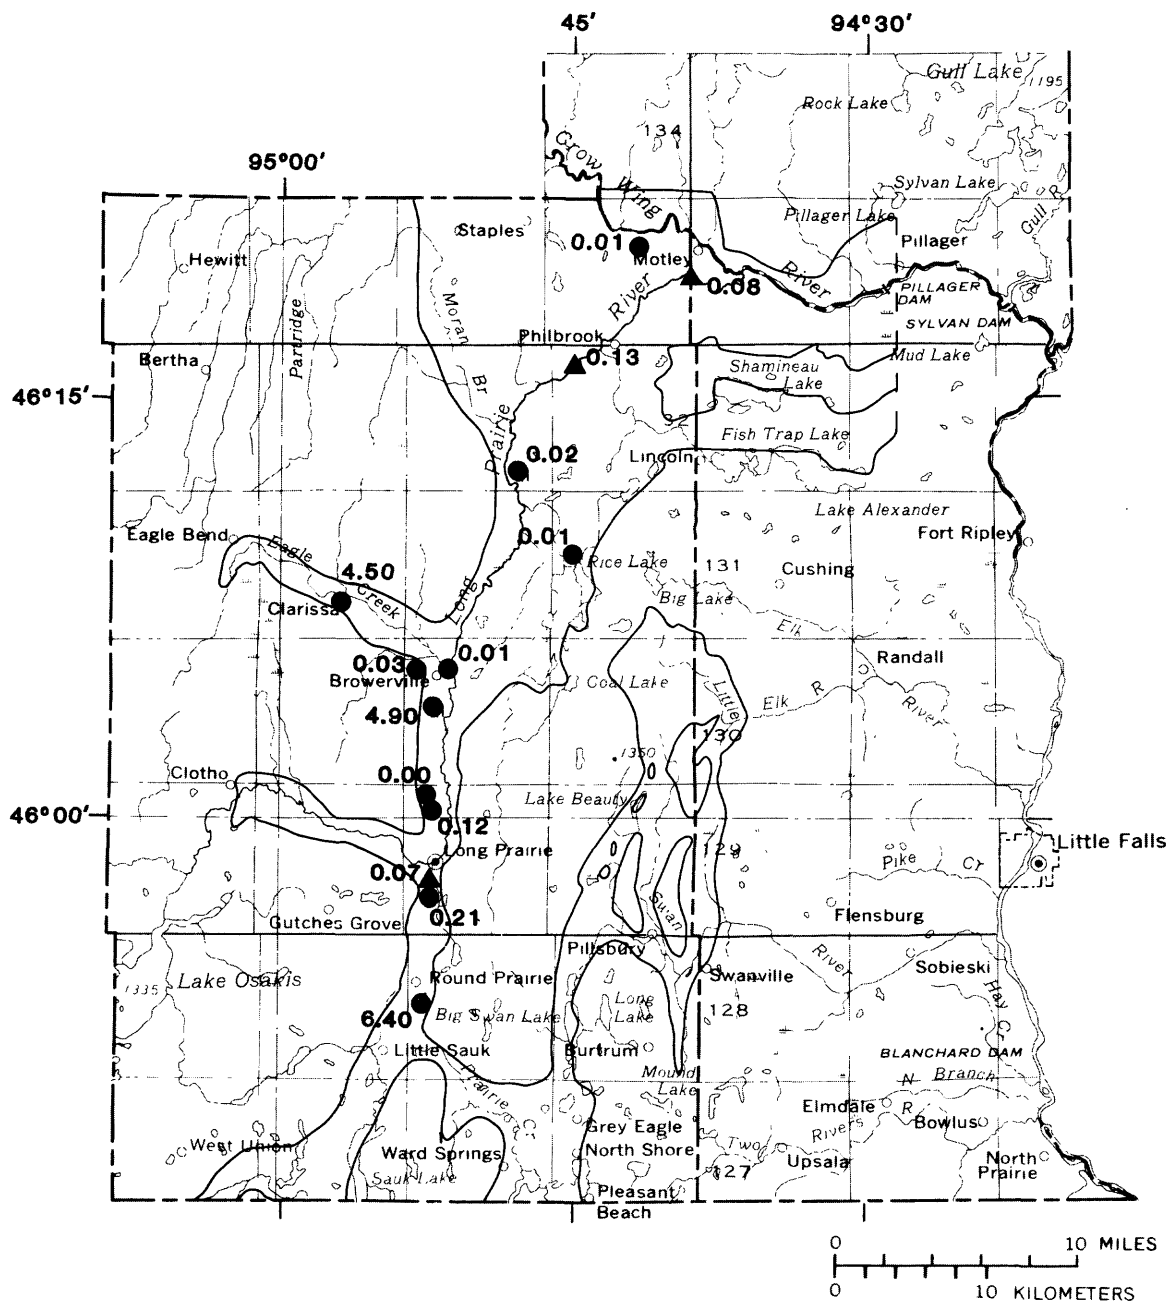 45'
94°30'
Gull Lake
1195
Rock Lake
134
Crow
Wing
95°00'
Sylvan Lake
Gull R
Pillager Lake
Staples
0.01
Pillager
Hewitt
Motley
River
0.08
PILLAGER
DAM
River
Moran
Partridge
SYLVAN DAM
Philbrook
0.13
Mud Lake
Bertha
Shamineau
Lake
46°15'
Br
Prairie
Fish Trap Lake
0.02
Lincoln
Lake Alexander
Eagle Bend
Eagle
0.01
Fort Ripley
Rice Lake
131
Cushing
4.50
Creek
Clarissa
Long
Big Lake
Elk
0.03
0.01
Randall
Browerville
Coal Lake
Little
Elk R
River
4.90
130
1350
Clotho
0.00
Lake Beauty
46°00'
0.12
Long Prairie
129
Little Falls
Pike Cr
0.07
0.21
Gutches Grove
Swan
Flensburg
Pillsbury
River
Sobieski
Lake Osakis
1335
Round Prairie
Swanville
Long
Lake
128
Hay Cr
6.40
Big Swan Lake
Little Sauk
Burtrum
BLANCHARD DAM
Mound
Lake
N Branch
Prairie
Cr
Elmdale
R
Bowlus
Grey Eagle
Rivers
West Union
Ward Springs
North Shore
Two
Upsala
North
Prairie
Sauk Lake
127
Pleasant
Beach
0 10 MILES
0 10 KILOMETERS